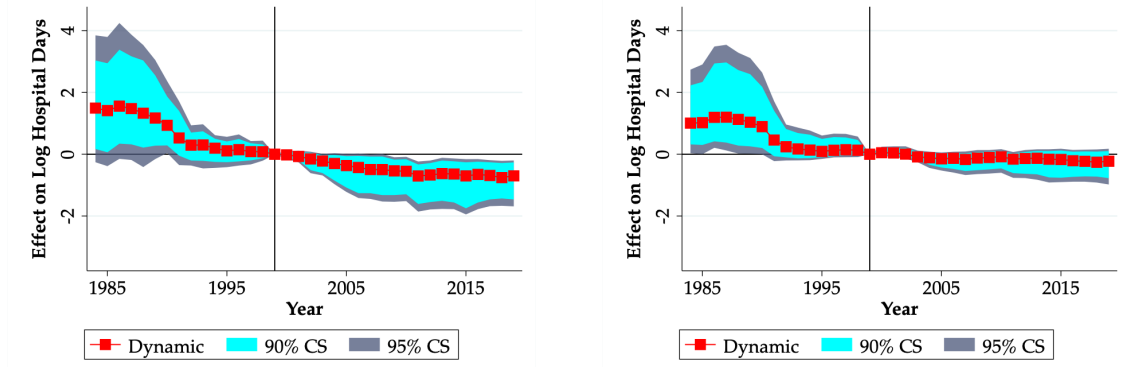 Effect on Log Hospital Days
4
2
0
-2
1985
1995
2005
2015
Year
Dynamic
90% CS
95% CS
Effect on Log Hospital Days
4
2
0
-2
1985
1995
2005
2015
Year
Dynamic
90% CS
95% CS